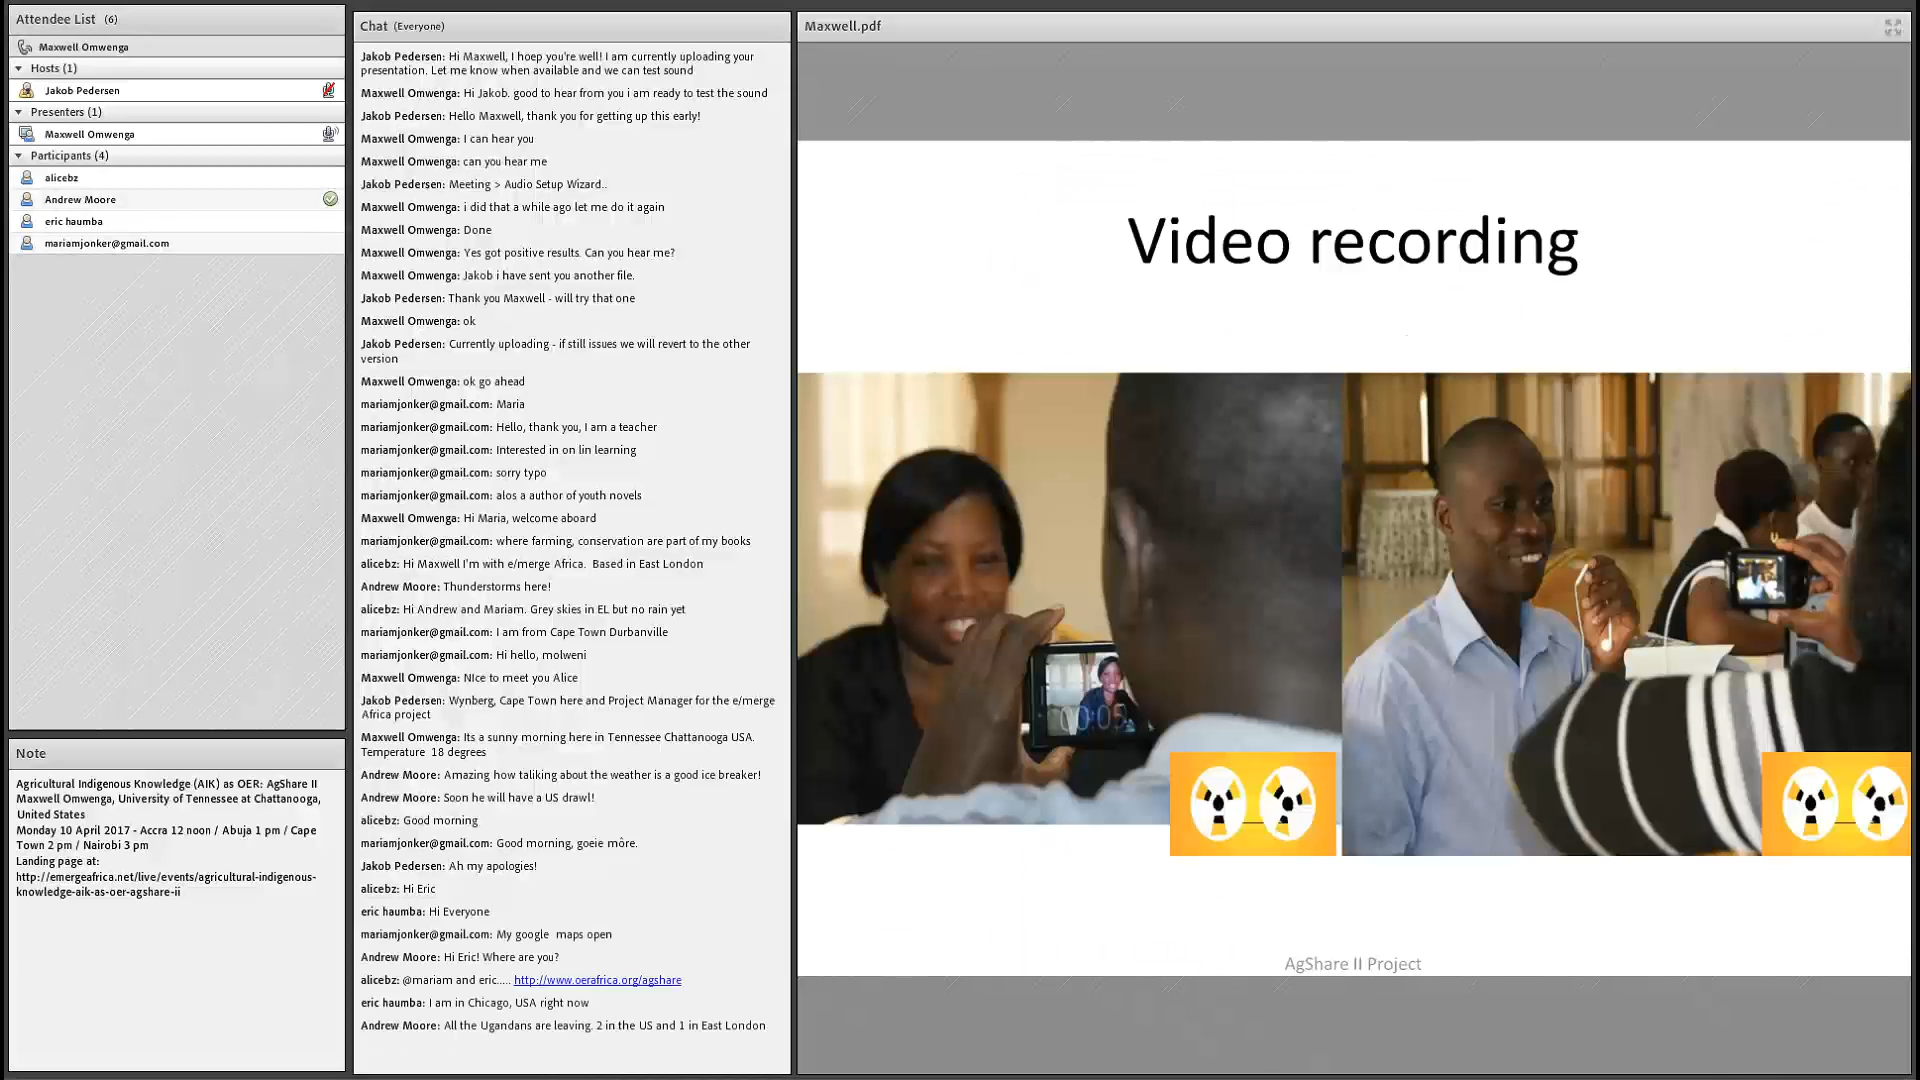 Attendee List (6)
Maxwell Omwenga
Hosts (1)
Jakob Pedersen
Presenters (1)
Maxwell Omwenga
Participants (4)
alicebz
Andrew Moore
eric haumba
mariamjonker@gmail.com
Note
Agricultural Indigenous Knowledge (AIK) as OER: AgShare II
Maxwell Omwenga, University of Tennessee at Chattanooga,
United States
Monday 10 April 2017 - Accra 12 noon / Abuja 1 pm / Cape
Town 2 pm / Nairobi 3 pm
Landing page at:
http://emergeafrica.net/live/events/agricultural-indigenous-
knowledge-aik-as-oer-agshare-ii
Chat (Everyone)
Jakob Pedersen: Hi Maxwell, I hoep you're well! I am currently uploading your
presentation. Let me know when available and we can test sound
Maxwell Omwenga: Hi Jakob. good to hear from you i am ready to test the sound
Jakob Pedersen: Hello Maxwell, thank you for getting up this early!
Maxwell Omwenga: I can hear you
Maxwell Omwenga: can you hear me
Jakob Pedersen: Meeting > Audio Setup Wizard..
Maxwell Omwenga: i did that a while ago let me do it again
Maxwell Omwenga: Done
Maxwell Omwenga: Yes got positive results. Can you hear me?
Maxwell Omwenga: Jakob i have sent you another file.
Jakob Pedersen: Thank you Maxwell - will try that one
Maxwell Omwenga: ok
Jakob Pedersen: Currently uploading - if still issues we will revert to the other
version
Maxwell Omwenga: ok go ahead
mariamjonker@gmail.com: Maria
mariamjonker@gmail.com: Hello, thank you, I am a teacher
mariamjonker@gmail.com: Interested in on lin learning
mariamjonker@gmail.com: sorry typo
mariamjonker@gmail.com: alos a author of youth novels
Maxwell Omwenga: Hi Maria, welcome aboard
mariamjonker@gmail.com: where farming, conservation are part of my books
alicebz: Hi Maxwell I'm with e/merge Africa. Based in East London
Andrew Moore: Thunderstorms here!
alicebz: Hi Andrew and Mariam. Grey skies in EL but no rain yet
mariamjonker@gmail.com: I am from Cape Town Durbanville
mariamjonker@gmail.com: Hi hello, molweni
Maxwell Omwenga: NIce to meet you Alice
Jakob Pedersen: Wynberg, Cape Town here and Project Manager for the e/merge
Africa project
Maxwell Omwenga: Its a sunny morning here in Tennessee Chattanooga USA.
Temperature 18 degrees
Andrew Moore: Amazing how taliking about the weather is a good ice breaker!
Andrew Moore: Soon he will have a US drawl!
alicebz: Good morning
mariamjonker@gmail.com: Good morning, goeie môre.
Jakob Pedersen: Ah my apologies!
alicebz: Hi Eric
eric haumba: Hi Everyone
mariamjonker@gmail.com: My google maps open
Andrew Moore: Hi Eric! Where are you?
alicebz: @mariam and eric..... http://www.oerafrica.org/agshare
eric haumba: I am in Chicago, USA right now
Andrew Moore: All the Ugandans are leaving. 2 in the US and 1 in East London
Maxwell.pdf
Video recording
00:05
AgShare II Project